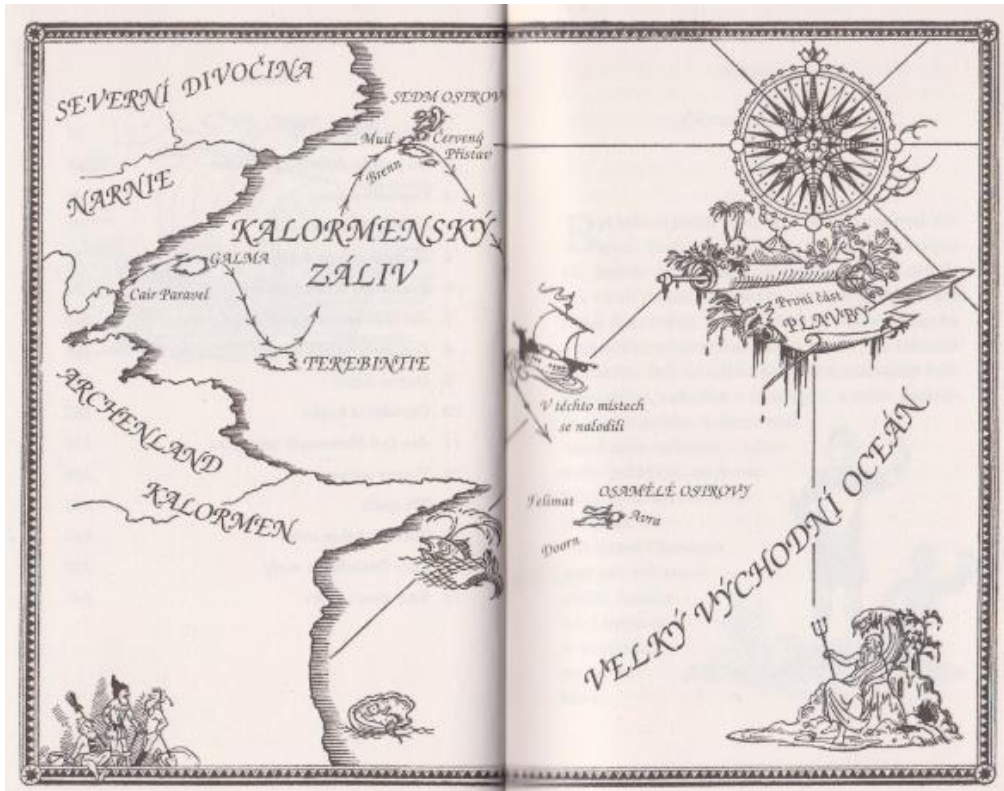 SEVERNÍ DIVOČINA
NARNIE
SEDM OSTROV
Muil
Červený
Přístav
Brenn
KALORMENSKÝ
ZÁLIV
GALMA
Cair Paravel
TEREBINTIE
ARCHENLAND
KALORMEN
První část
PLAVBY
V těchto místech
se nalodili
OSAMĚLÉ OSTROVY
Felimat
Avra
Doorn
VELKÝ VÝCHODNÍ OCEÁN